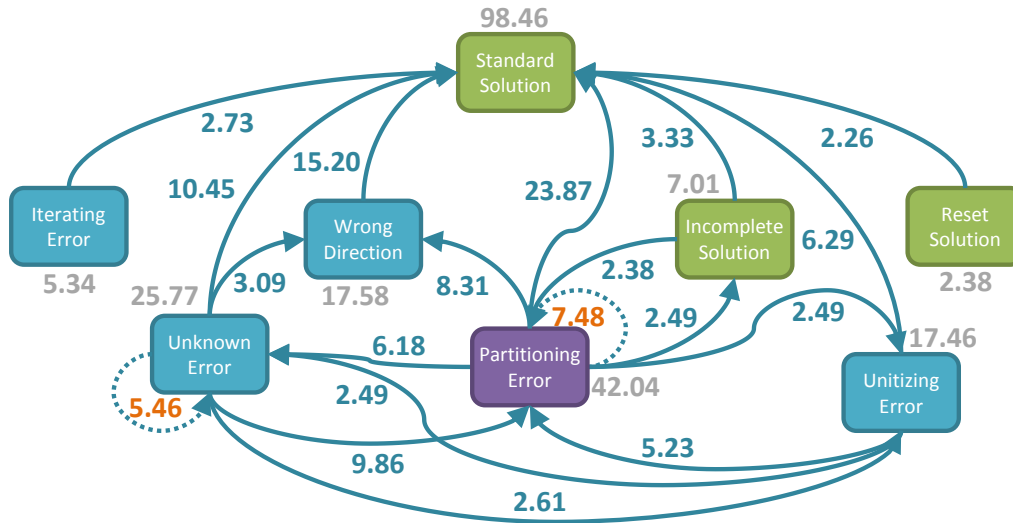 98.46
Standard
Solution
2.73
3.33
2.26
15.20
10.45
23.87
7.01
Iterating
Error
Wrong
Direction
Incomplete
Solution
Reset
Solution
6.29
5.34
25.77
3.09
17.58
8.31
2.38
2.38
7.48
2.49
2.49
17.46
Unknown
Error
6.18
Partitioning
Error
42.04
Unitizing
Error
5.46
2.49
9.86
5.23
2.61